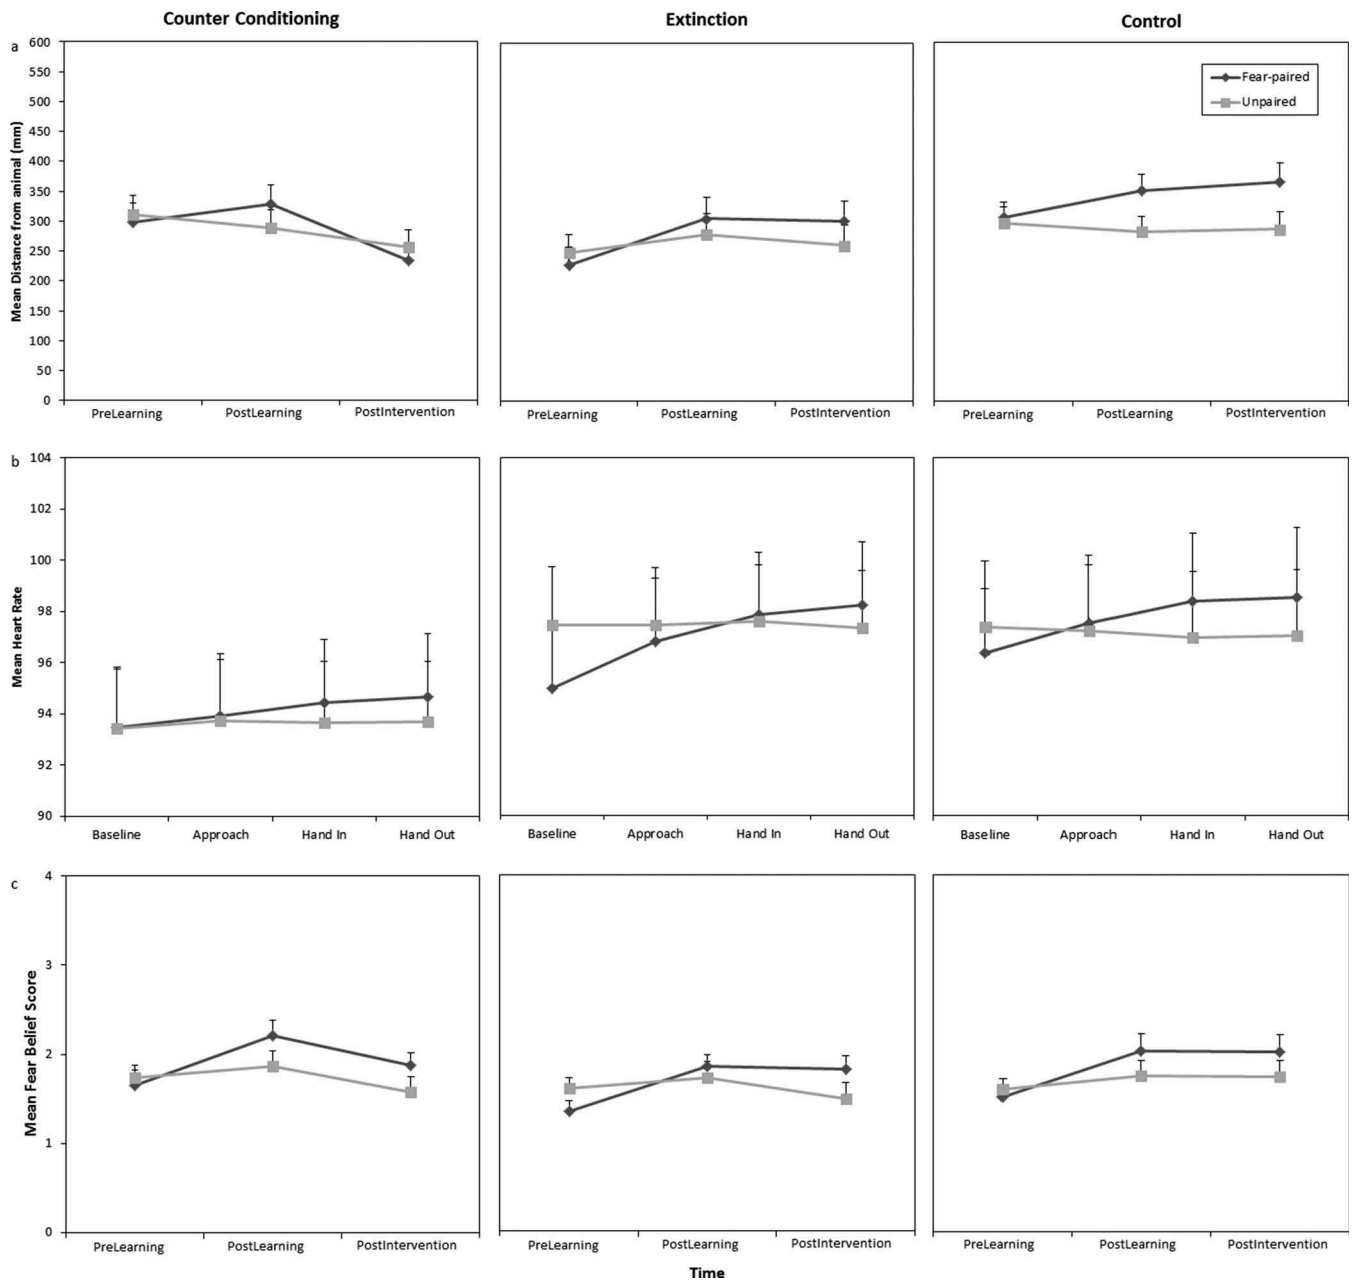 Counter Conditioning
Extinction
Control
a
Mean Distance from animal (mm)
600
550
500
450
400
350
300
250
200
150
100
50
0
Fear-paired
Unpaired
PreLearning PostLearning PostIntervention
PreLearning PostLearning PostIntervention
PreLearning PostLearning PostIntervention
b
Mean Heart Rate
104
102
100
98
96
94
92
90
Baseline Approach Hand In Hand Out
Baseline Approach Hand In Hand Out
Baseline Approach Hand In Hand Out
c
Mean Fear Belief Score
4
3
2
1
0
PreLearning PostLearning PostIntervention
PreLearning PostLearning PostIntervention
PreLearning PostLearning PostIntervention
Time